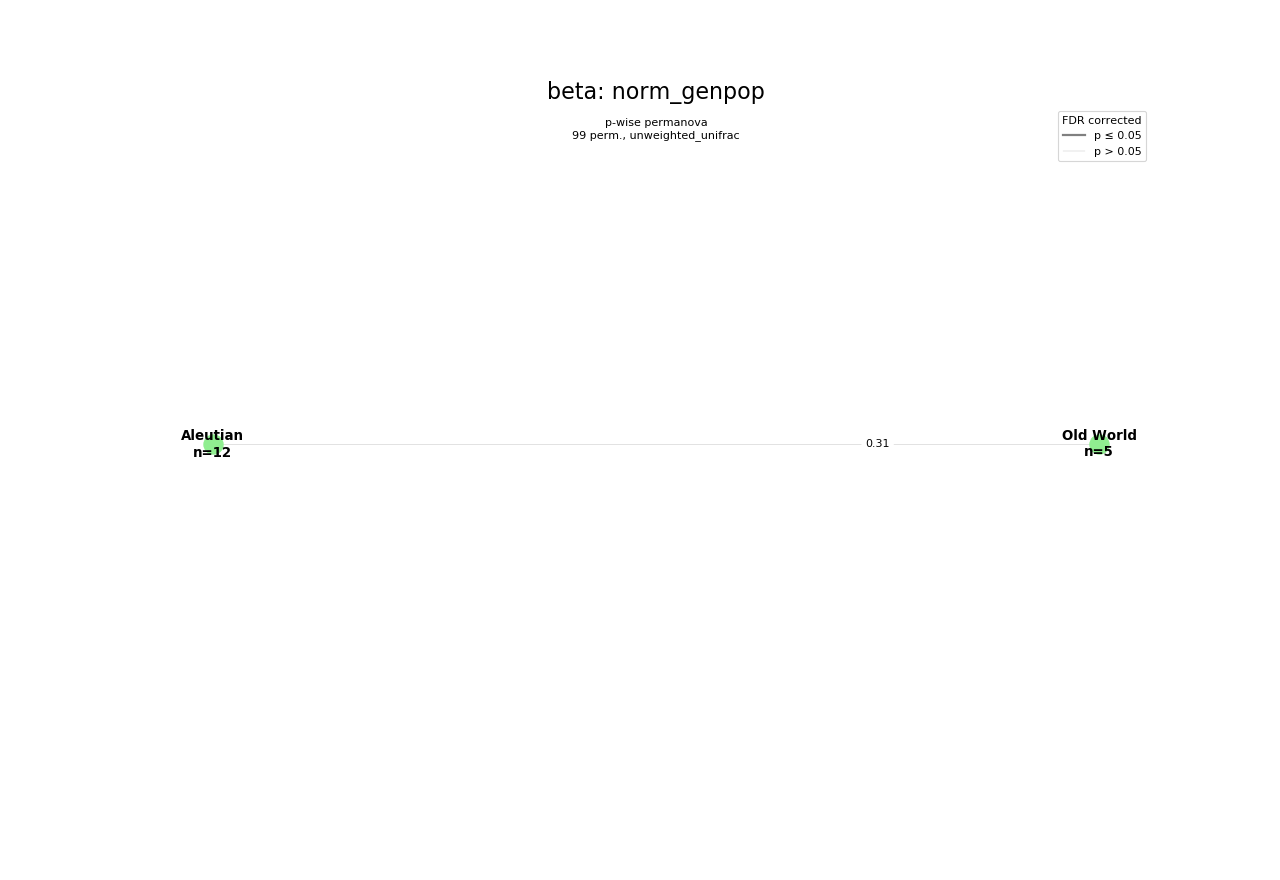 beta: norm_genpop
p-wise permanova
99 perm., unweighted_unifrac
FDR corrected
p ≤ 0.05
p > 0.05
Aleutian
n=12
0.31
Old World
n=5